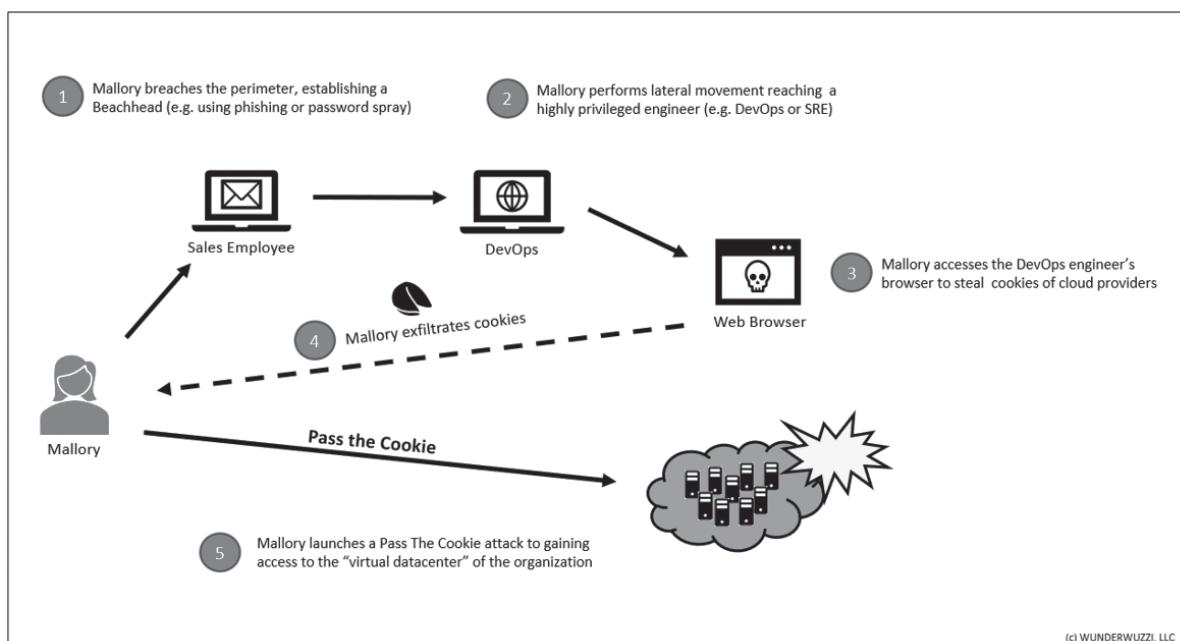 1
Mallory breaches the perimeter, establishing a
Beachhead (e.g. using phishing or password spray)
2
Mallory performs lateral movement reaching a
highly privileged engineer (e.g. DevOps or SRE)
Sales Employee
DevOps
3
Mallory accesses the DevOps engineer's
browser to steal cookies of cloud providers
Web Browser
4
Mallory exfiltrates cookies
Mallory
Pass the Cookie
5
Mallory launches a Pass The Cookie attack to gaining
access to the “virtual datacenter” of the organization
(c) WUNDERWUZZI, LLC